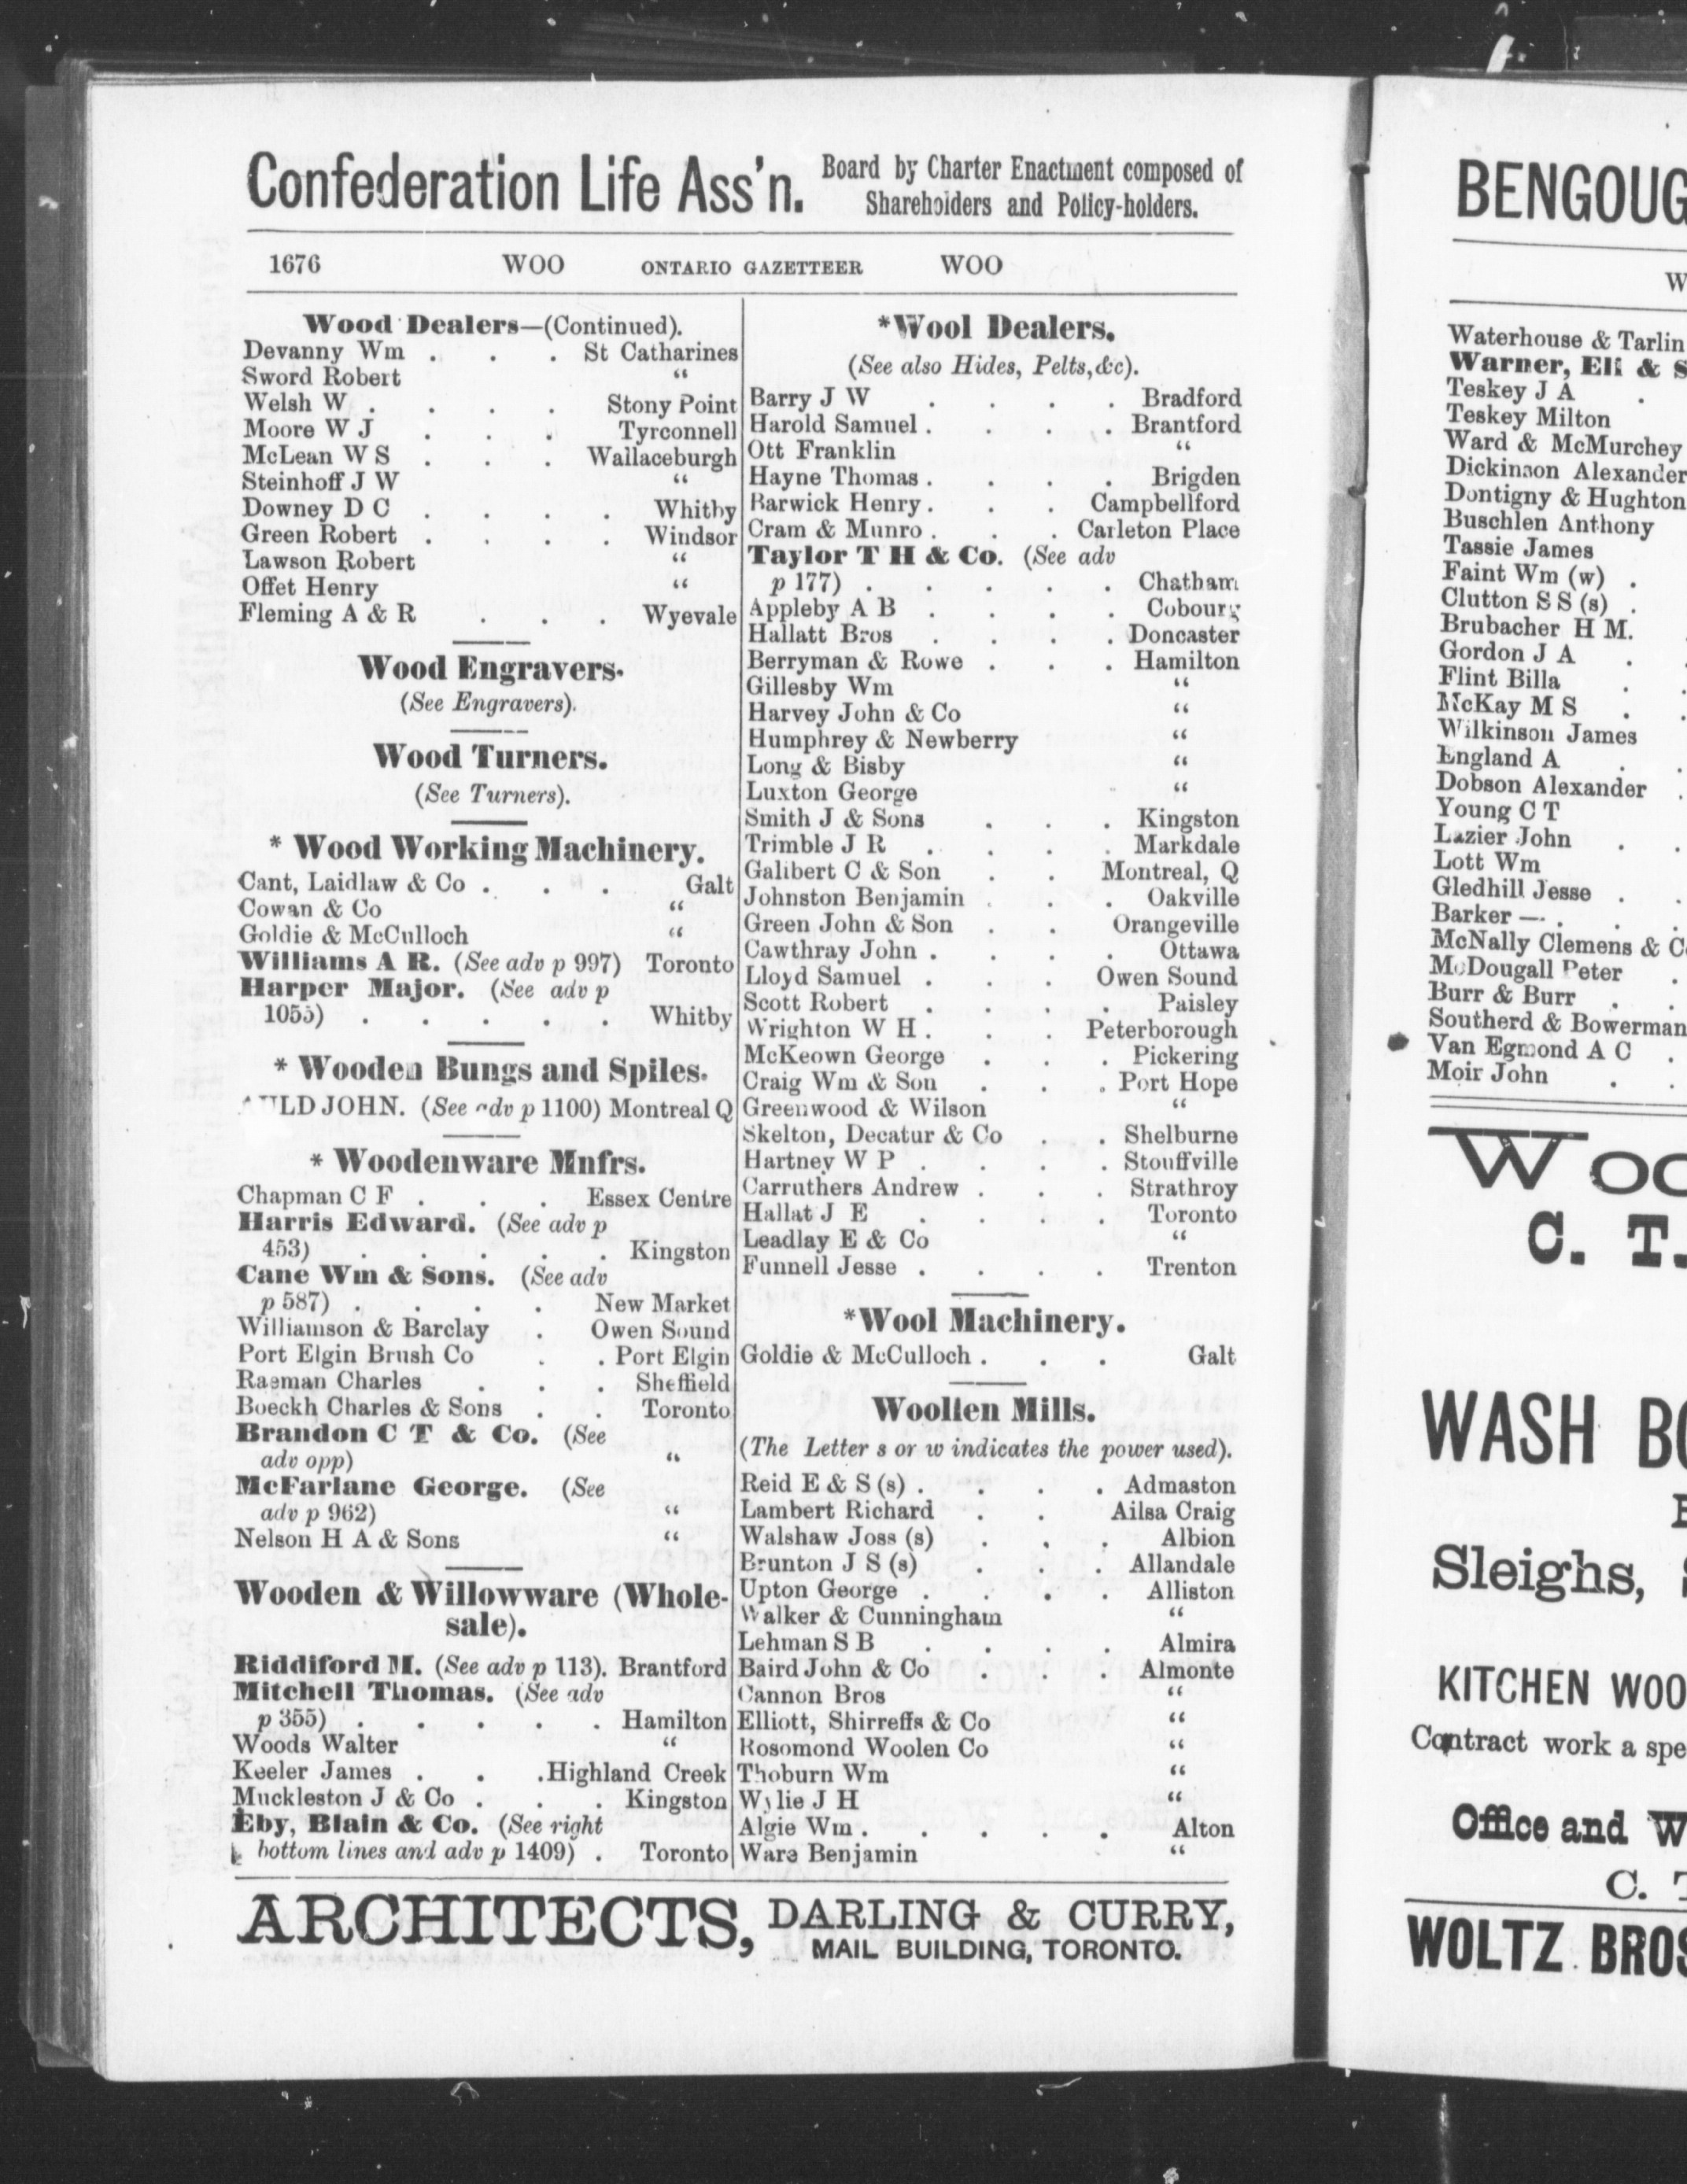 Confederation Life Ass'n. Board by Charter Enactment composed of
Shareholders and Policy-holders.
1676 WOO ONTARIO GAZETTEER WOO
Wood Dealers—(Continued).
Devanny Wm . . . St Catharines
Sword Robert “
Welsh W . . . . Stony Point
Moore W J . . . Tyrconnell
McLean W S . . . Wallaceburgh
Steinhoff J W “
Downey D C . . . . Whitby
Green Robert . . . . Windsor
Lawson Robert “
Offet Henry “
Fleming A & R . . . Wyevale
Wood Engravers.
(See Engravers).
Wood Turners.
(See Turners).
* Wood Working Machinery.
Cant, Laidlaw & Co . . . Galt
Cowan & Co “
Goldie & McCulloch “
Williams A R. (See adv p 997) Toronto
Harper Major. (See adv p
1055) . . . . . Whitby
* Wooden Bungs and Spiles.
AULD JOHN. (See adv p 1100) Montreal Q
* Woodenware Mnfrs.
Chapman C F . . . Essex Centre
Harris Edward. (See adv p
453) . . . . . Kingston
Cane Wm & Sons. (See adv
p 587) . . . . New Market
Williamson & Barclay . Owen Sound
Port Elgin Brush Co . . Port Elgin
Rasman Charles . . . Sheffield
Boeckh Charles & Sons . . Toronto
Brandon C T & Co. (See
adv opp) “
McFarlane George. (See
adv p 962) “
Nelson H A & Sons “
Wooden & Willowware (Whole-
sale).
Riddiford M. (See adv p 113). Brantford
Mitchell Thomas. (See adv
p 355) . . . . . Hamilton
Woods Walter “
Keeler James . . . Highland Creek
Muckleston J & Co . . . Kingston
Eby, Blain & Co. (See right
bottom lines and adv p 1409) . Toronto
*Wool Dealers.
(See also Hides, Pelts,&c).
Barry J W . . . . Bradford
Harold Samuel . . . . Brantford
Ott Franklin “
Hayne Thomas . . . . Brigden
Barwick Henry . . . Campbellford
Cram & Munro . . . Carleton Place
Taylor T H & Co. (See adv
p 177) . . . . . Chatham
Appleby A B . . . . Cobourg
Hallatt Bros . . . . Doncaster
Berryman & Rowe . . . Hamilton
Gillesby Wm “
Harvey John & Co “
Humphrey & Newberry “
Long & Bisby “
Luxton George “
Smith J & Sons . . . Kingston
Trimble J R . . . . Markdale
Galibert C & Son . . Montreal, Q
Johnston Benjamin . . . Oakville
Green John & Son . . Orangeville
Cawthray John . . . . Ottawa
Lloyd Samuel . . . Owen Sound
Scott Robert . . . . Paisley
Wrighton W H . . . Peterborough
McKeown George . . . Pickering
Craig Wm & Son . . . Port Hope
Greenwood & Wilson “
Skelton, Decatur & Co . . Shelburne
Hartney W P . . . . Stouffville
Carruthers Andrew . . . Strathroy
Hallat J E . . . . Toronto
Leadlay E & Co “
Funnell Jesse . . . . Trenton
*Wool Machinery.
Goldie & McCulloch . . . Galt
Woollen Mills.
(The Letter s or w indicates the power used).
Reid E & S (s) . . . . Admaston
Lambert Richard . . Ailsa Craig
Walshaw Joss (s) . . . Albion
Brunton J S (s) . . . Allandale
Upton George . . . . Alliston
Walker & Cunningham “
Lehman S B . . . . Almira
Baird John & Co . . . Almonte
Cannon Bros “
Elliott, Shirreffs & Co “
Rosomond Woolen Co “
Thoburn Wm “
Wylie J H “
Algie Wm . . . . . Alton
Ware Benjamin “
ARCHITECTS, DARLING & CURRY,
MAIL BUILDING, TORONTO.
BENGOUG
W
Waterhouse & Tarlin
Warner, Eli & S
Teskey J A .
Teskey Milton
Ward & McMurchey
Dickinson Alexander
Dontigny & Hughton
Buschlen Anthony
Tassie James
Faint Wm (w) .
Clutton S S (s) .
Brubacher H M.
Gordon J A .
Flint Billa .
McKay M S .
Wilkinson James
England A .
Dobson Alexander .
Young C T
Lazier John .
Lott Wm
Gledhill Jesse .
Barker — . .
McNally Clemens & C
McDougall Peter .
Burr & Burr .
Southerd & Bowerman
Van Egmond A C .
Moir John .
WOO
C. T.
WASH BO
Sleighs,
KITCHEN WOO
Contract work a spe
Office and W
C. T
WOLTZ BROS